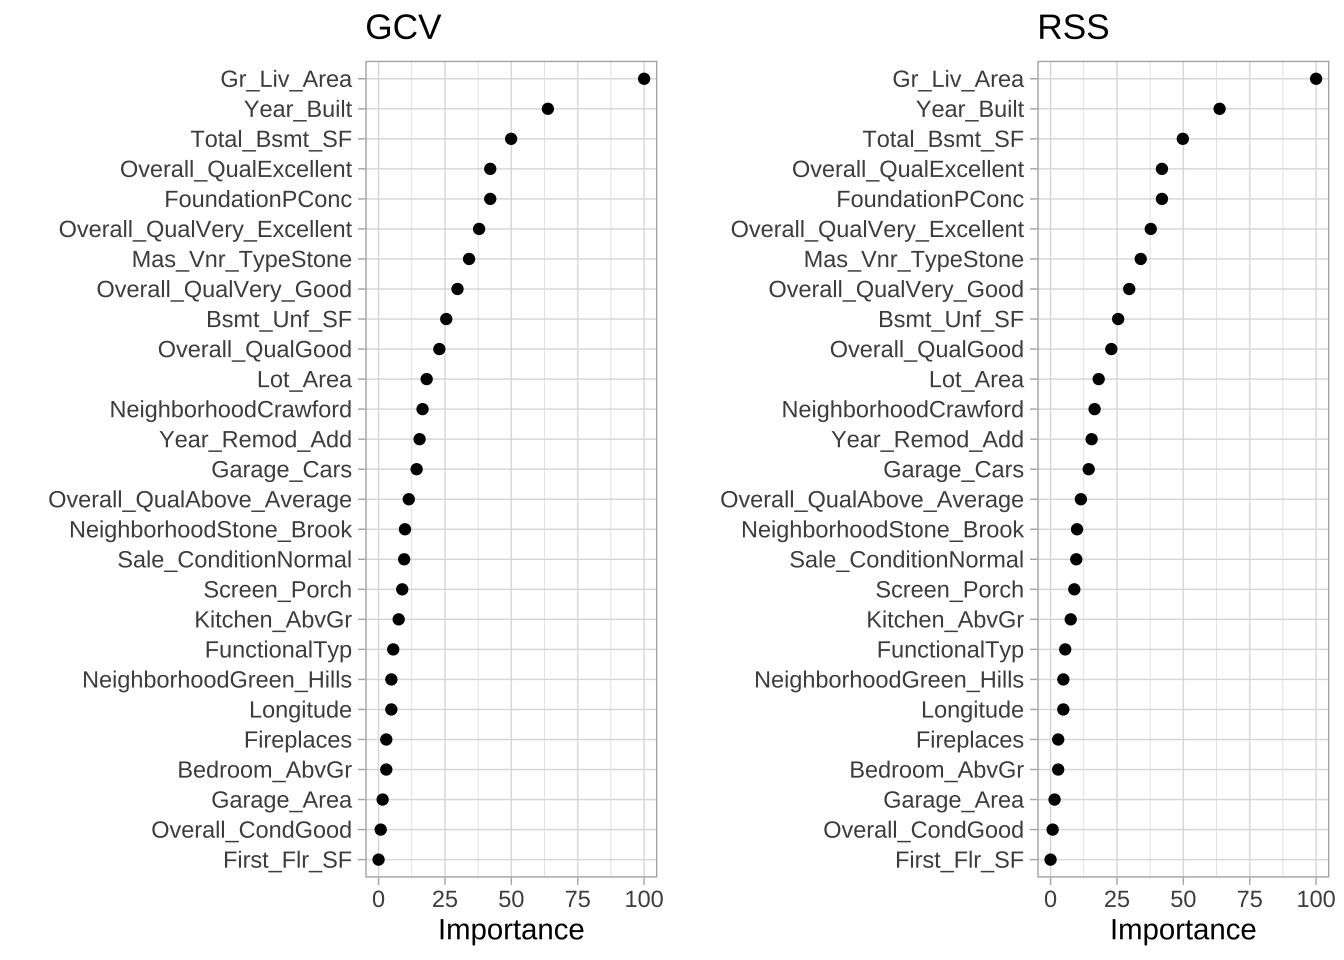 GCV
Gr_Liv_Area
Year_Built
Total_Bsmt_SF
Overall_QualExcellent
FoundationPConc
Overall_QualVery_Excellent
Mas_Vnr_TypeStone
Overall_QualVery_Good
Bsmt_Unf_SF
Overall_QualGood
Lot_Area
NeighborhoodCrawford
Year_Remod_Add
Garage_Cars
Overall_QualAbove_Average
NeighborhoodStone_Brook
Sale_ConditionNormal
Screen_Porch
Kitchen_AbvGr
FunctionalTyp
NeighborhoodGreen_Hills
Longitude
Fireplaces
Bedroom_AbvGr
Garage_Area
Overall_CondGood
First_Flr_SF
0 25 50 75 100
Importance
RSS
Gr_Liv_Area
Year_Built
Total_Bsmt_SF
Overall_QualExcellent
FoundationPConc
Overall_QualVery_Excellent
Mas_Vnr_TypeStone
Overall_QualVery_Good
Bsmt_Unf_SF
Overall_QualGood
Lot_Area
NeighborhoodCrawford
Year_Remod_Add
Garage_Cars
Overall_QualAbove_Average
NeighborhoodStone_Brook
Sale_ConditionNormal
Screen_Porch
Kitchen_AbvGr
FunctionalTyp
NeighborhoodGreen_Hills
Longitude
Fireplaces
Bedroom_AbvGr
Garage_Area
Overall_CondGood
First_Flr_SF
0 25 50 75 100
Importance